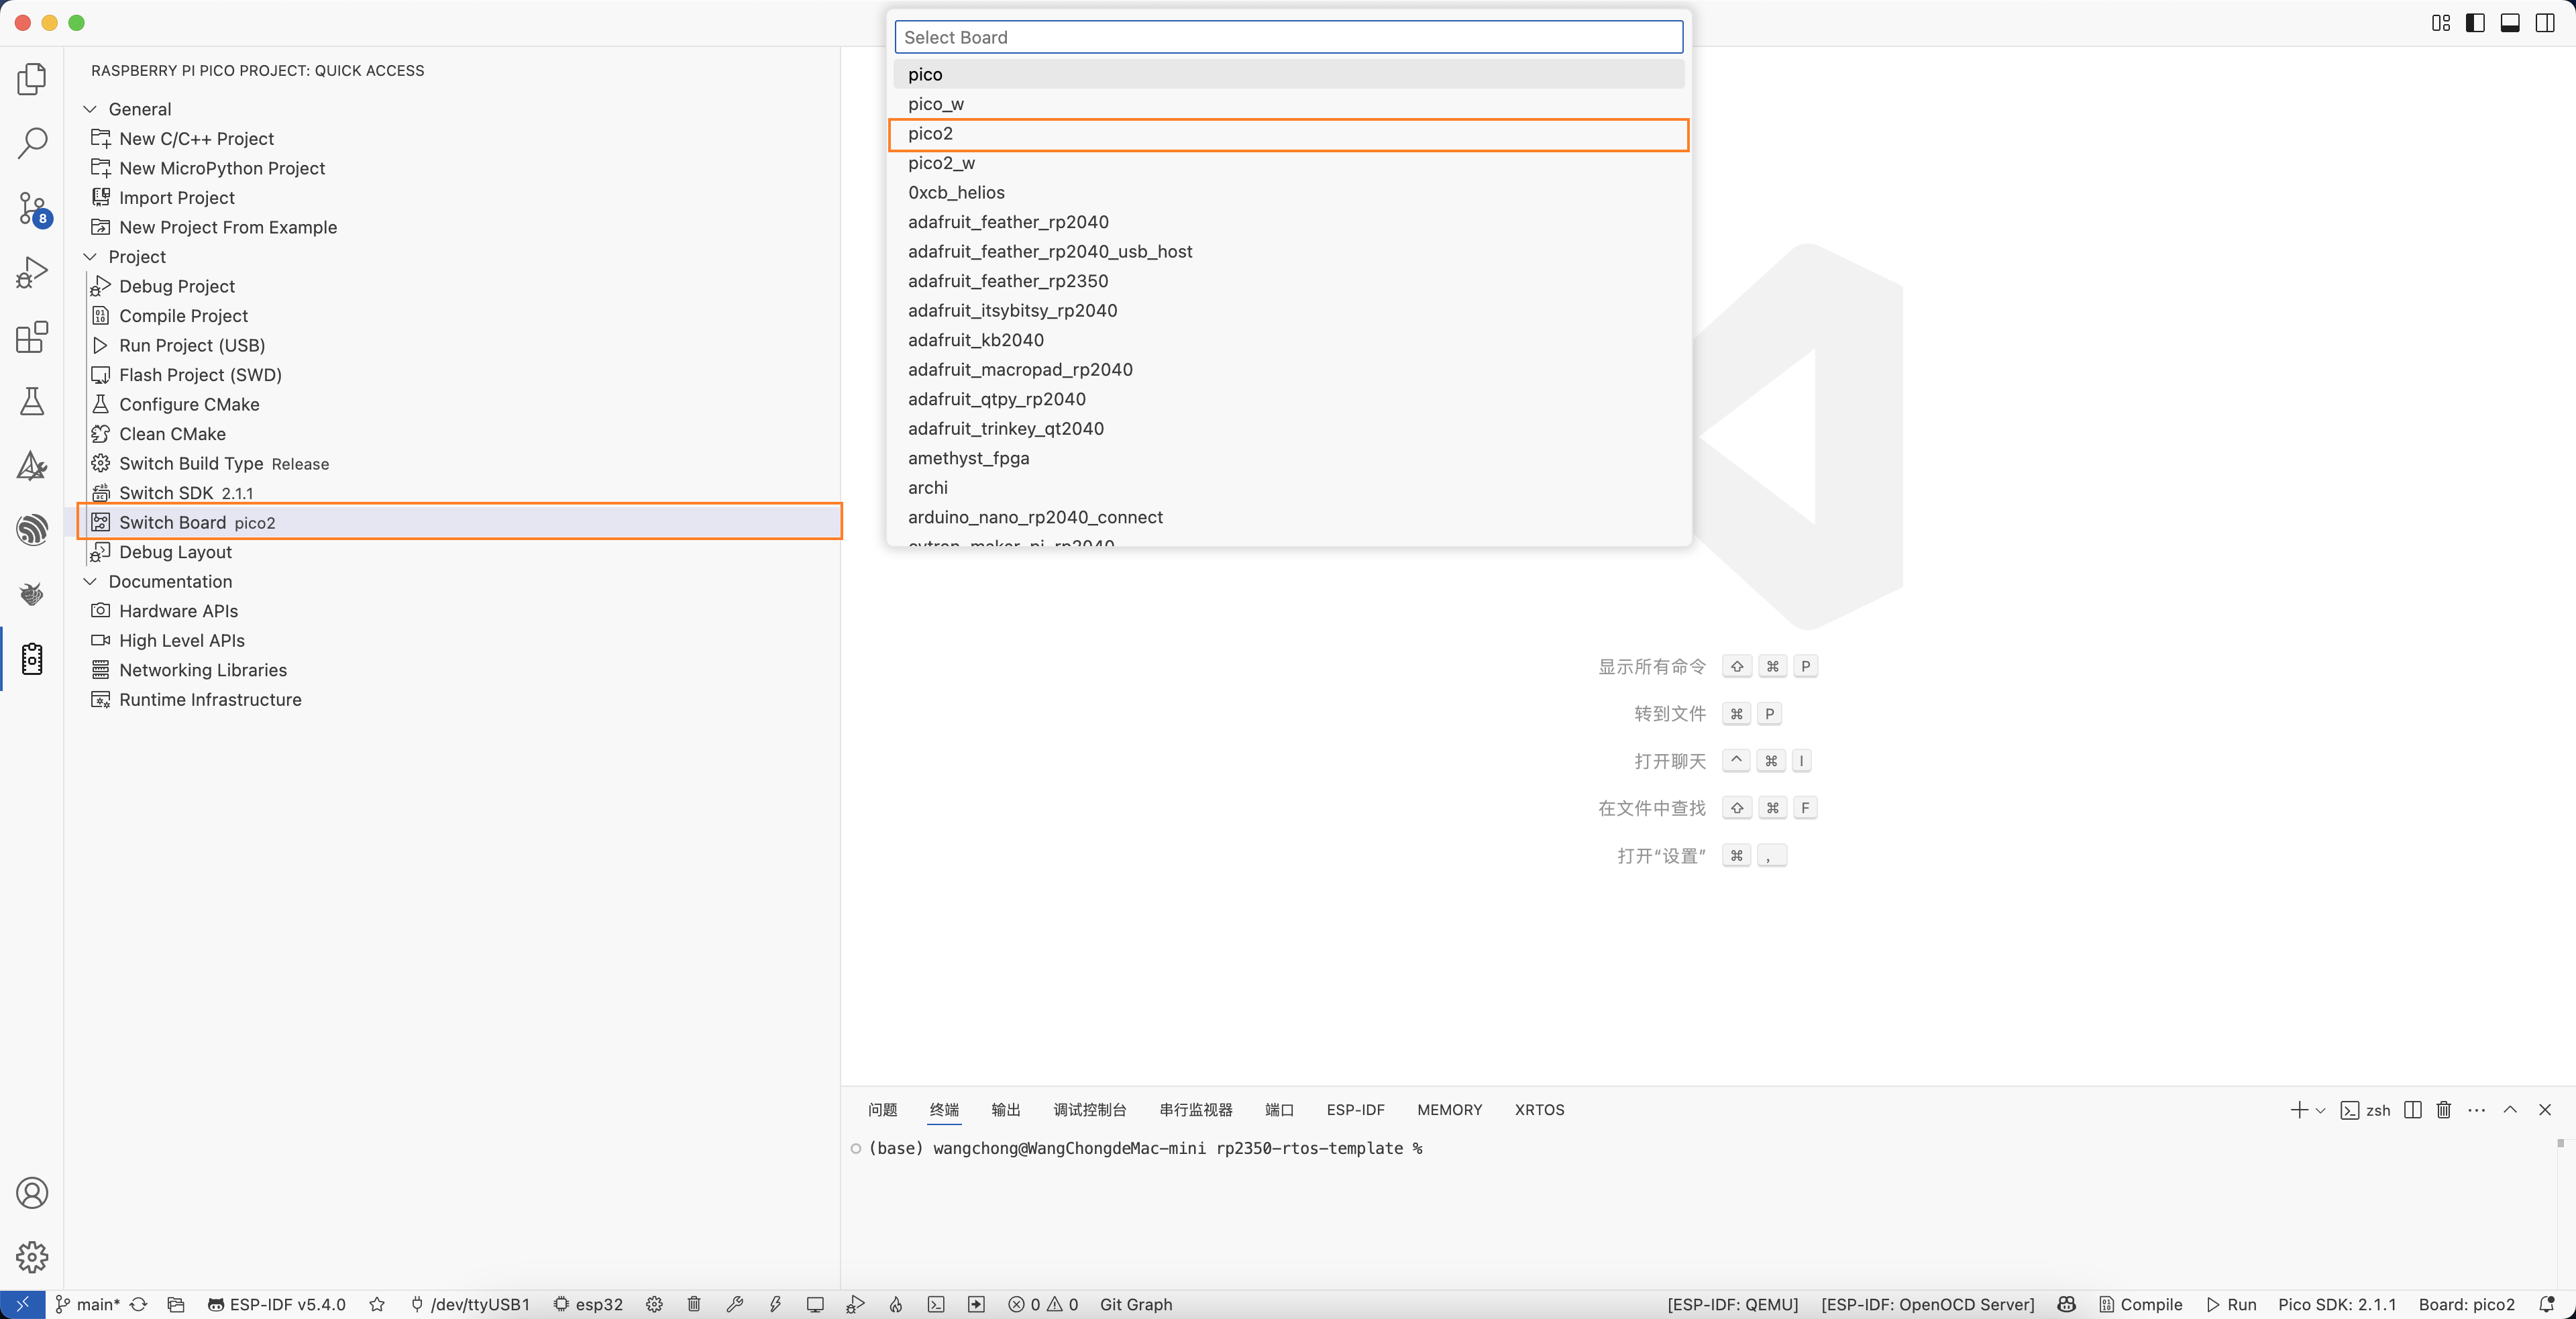 Select Board
pico
pico_w
pico2
pico2_w
0xcb_helios
adafruit_feather_rp2040
adafruit_feather_rp2040_usb_host
adafruit_feather_rp2350
adafruit_itsybitsy_rp2040
adafruit_kb2040
adafruit_macropad_rp2040
adafruit_qtpy_rp2040
adafruit_trinkey_qt2040
amethyst_fpga
archi
arduino_nano_rp2040_connect
cytron_maker_pi_rp2040
RASPBERRY PI PICO PROJECT: QUICK ACCESS
General
New C/C++ Project
New MicroPython Project
Import Project
New Project From Example
Project
Debug Project
Compile Project
Run Project (USB)
Flash Project (SWD)
Configure CMake
Clean CMake
Switch Build Type Release
Switch SDK 2.1.1
Switch Board pico2
Debug Layout
Documentation
Hardware APIs
High Level APIs
Networking Libraries
Runtime Infrastructure
8
显示所有命令 ⇧ ⌘ P
转到文件 ⌘ P
打开聊天 ^ ⌘ I
在文件中查找 ⇧ ⌘ F
打开“设置” ⌘ ,
问题 终端 输出 调试控制台 串行监视器 端口 ESP-IDF MEMORY XRTOS zsh
(base) wangchong@WangChongdeMac-mini rp2350-rtos-template %
main* ESP-IDF v5.4.0 /dev/ttyUSB1 esp32 0 0 Git Graph [ESP-IDF: QEMU] [ESP-IDF: OpenOCD Server] Compile Run Pico SDK: 2.1.1 Board: pico2